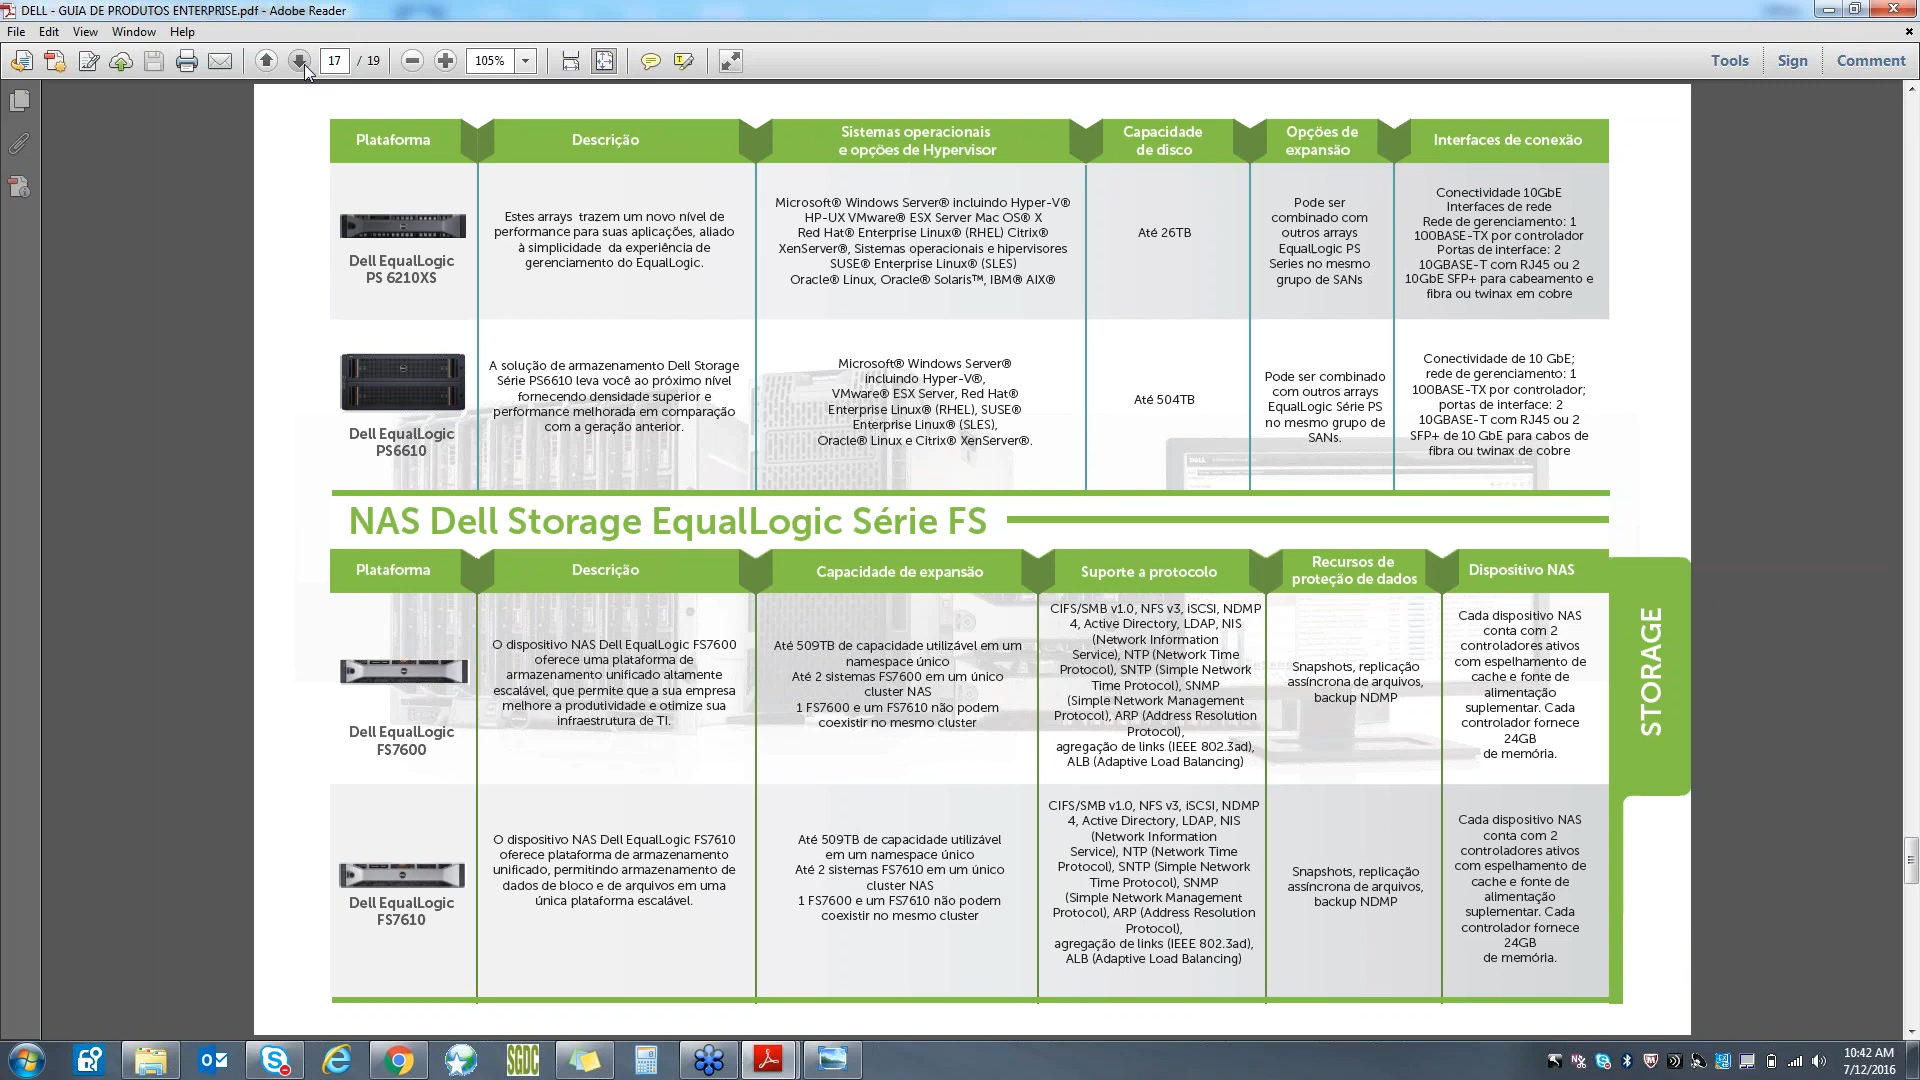 DELL - GUIA DE PRODUTOS ENTERPRISE.pdf - Adobe Reader
File Edit View Window Help
17 / 19 105% Tools Sign Comment
Plataforma
Descrição
Sistemas operacionais
e opções de Hypervisor
Capacidade
de disco
Opções de
expansão
Interfaces de conexão
Dell EqualLogic
PS 6210XS
Estes arrays trazem um novo nível de
performance para suas aplicações, aliado
à simplicidade da experiência de
gerenciamento do EqualLogic.
Microsoft® Windows Server® incluindo Hyper-V®
HP-UX VMware® ESX Server Mac OS® X
Red Hat® Enterprise Linux® (RHEL) Citrix®
XenServer®, Sistemas operacionais e hipervisores
SUSE® Enterprise Linux® (SLES)
Oracle® Linux, Oracle® Solaris™, IBM® AIX®
Até 26TB
Pode ser
combinado com
outros arrays
EqualLogic PS
Series no mesmo
grupo de SANs
Conectividade 10GbE
Interfaces de rede
Rede de gerenciamento: 1
100BASE-TX por controlador
Portas de interface: 2
10GBASE-T com RJ45 ou 2
10GbE SFP+ para cabeamento e
fibra ou twinax em cobre
Dell EqualLogic
PS6610
A solução de armazenamento Dell Storage
Série PS6610 leva você ao próximo nível
fornecendo densidade superior e
performance melhorada em comparação
com a geração anterior.
Microsoft® Windows Server®
incluindo Hyper-V®,
VMware® ESX Server, Red Hat®
Enterprise Linux® (RHEL), SUSE®
Enterprise Linux® (SLES),
Oracle® Linux e Citrix® XenServer®.
Até 504TB
Pode ser combinado
com outros arrays
EqualLogic Série PS
no mesmo grupo de
SANs.
Conectividade de 10 GbE;
rede de gerenciamento: 1
100BASE-TX por controlador;
portas de interface: 2
10GBASE-T com RJ45 ou 2
SFP+ de 10 GbE para cabos de
fibra ou twinax de cobre
NAS Dell Storage EqualLogic Série FS
Plataforma
Descrição
Capacidade de expansão
Suporte a protocolo
Recursos de
proteção de dados
Dispositivo NAS
Dell EqualLogic
FS7600
O dispositivo NAS Dell EqualLogic FS7600
oferece uma plataforma de
armazenamento unificado altamente
escalável, que permite que a sua empresa
melhore a produtividade e otimize sua
infraestrutura de TI.
Até 509TB de capacidade utilizável em um
namespace único
Até 2 sistemas FS7600 em um único
cluster NAS
1 FS7600 e um FS7610 não podem
coexistir no mesmo cluster
CIFS/SMB v1.0, NFS v3, iSCSI, NDMP
4, Active Directory, LDAP, NIS
(Network Information
Service), NTP (Network Time
Protocol), SNTP (Simple Network
Time Protocol), SNMP
(Simple Network Management
Protocol), ARP (Address Resolution
Protocol),
agregação de links (IEEE 802.3ad),
ALB (Adaptive Load Balancing)
Snapshots, replicação
assíncrona de arquivos,
backup NDMP
Cada dispositivo NAS
conta com 2
controladores ativos
com espelhamento de
cache e fonte de
alimentação
suplementar. Cada
controlador fornece
24GB
de memória.
STORAGE
Dell EqualLogic
FS7610
O dispositivo NAS Dell EqualLogic FS7610
oferece plataforma de armazenamento
unificado, permitindo armazenamento de
dados de bloco e de arquivos em uma
única plataforma escalável.
Até 509TB de capacidade utilizável
em um namespace único
Até 2 sistemas FS7610 em um único
cluster NAS
1 FS7600 e um FS7610 não podem
coexistir no mesmo cluster
CIFS/SMB v1.0, NFS v3, iSCSI, NDMP
4, Active Directory, LDAP, NIS
(Network Information
Service), NTP (Network Time
Protocol), SNTP (Simple Network
Time Protocol), SNMP
(Simple Network Management
Protocol), ARP (Address Resolution
Protocol),
agregação de links (IEEE 802.3ad),
ALB (Adaptive Load Balancing)
Snapshots, replicação
assíncrona de arquivos,
backup NDMP
Cada dispositivo NAS
conta com 2
controladores ativos
com espelhamento de
cache e fonte de
alimentação
suplementar. Cada
controlador fornece
24GB
de memória.
SGDC
10:42 AM
7/12/2016